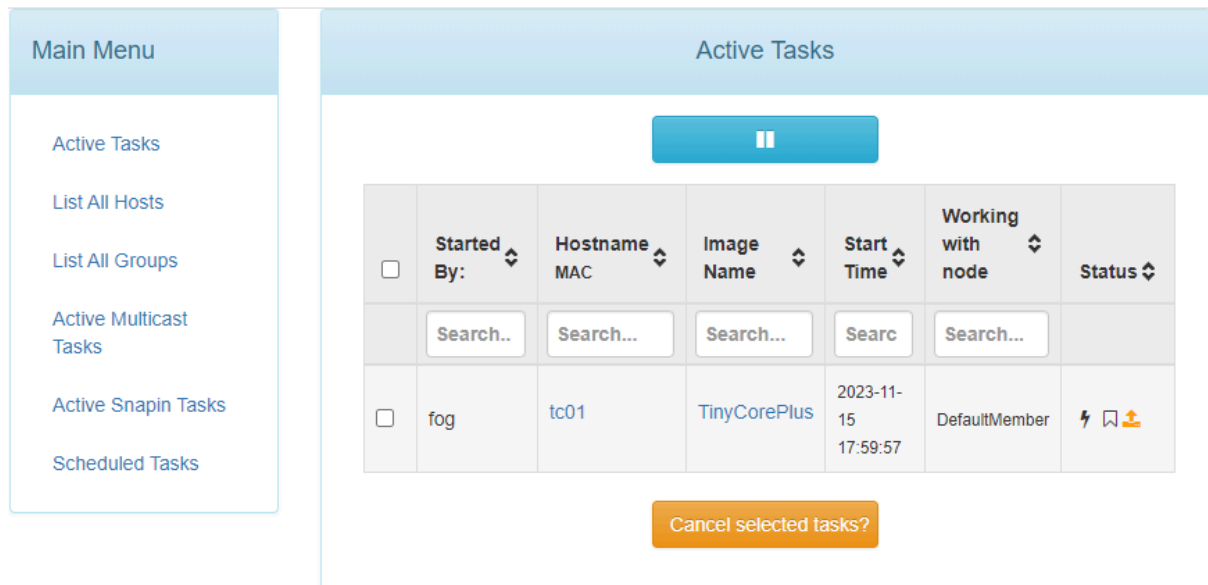 Main Menu
Active Tasks
List All Hosts
List All Groups
Active Multicast
Tasks
Active Snapin Tasks
Scheduled Tasks
Active Tasks
Started
By:
Hostname
MAC
Image
Name
Start
Time
Working
with
node
Status
Search..
Search...
Search...
Searc
Search...
fog
tc01
TinyCorePlus
2023-11-
15
17:59:57
DefaultMember
Cancel selected tasks?